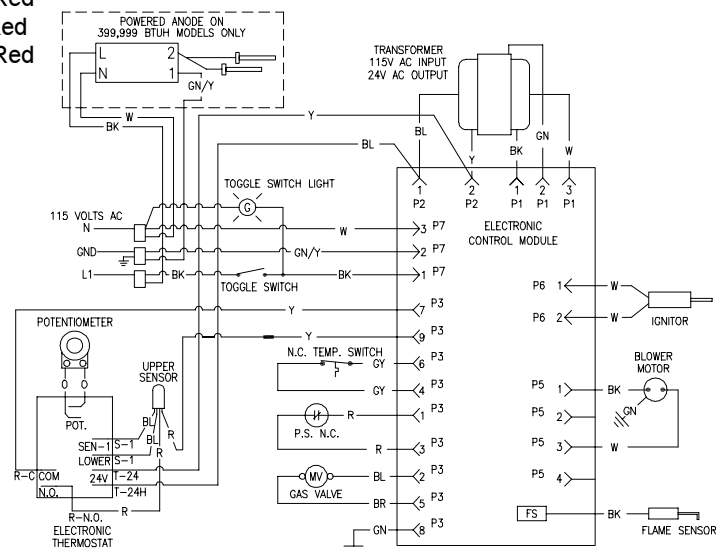 Red
Red
Red
POWERED ANODE ON
399,999 BTUH MODELS ONLY
L 2
N 1
GN/Y
W
BK
TRANSFORMER
115V AC INPUT
24V AC OUTPUT
Y
BL
BL
Y
BK
GN
W
1 2 1 2 3
P2 P2 P1 P1 P1
TOGGLE SWITCH LIGHT
G
115 VOLTS AC
N
W
3 P7
ELECTRONIC
CONTROL MODULE
GND
GN/Y
2 P7
L1
BK
BK
1 P7
TOGGLE SWITCH
P6 1
W
Y
7 P3
P6 2
W
IGNITOR
POTENTIOMETER
Y
9 P3
N.C. TEMP. SWITCH
GY
6 P3
UPPER
SENSOR
BLOWER
MOTOR
GY
4 P3
P5 1
BK
GN
POT.
BL
BL
R
R
R
1 P3
P5 2
P.S. N.C.
SEN-1 S-1
R
3 P3
P5 3
W
LOWER S-1
R-C COM
24V T-24
MV
BL
2 P3
P5 4
N.O. T-24H
GAS VALVE
BR
5 P3
R
R-N.O.
FS
BK
ELECTRONIC
THERMOSTAT
GN
8 P3
FLAME SENSOR